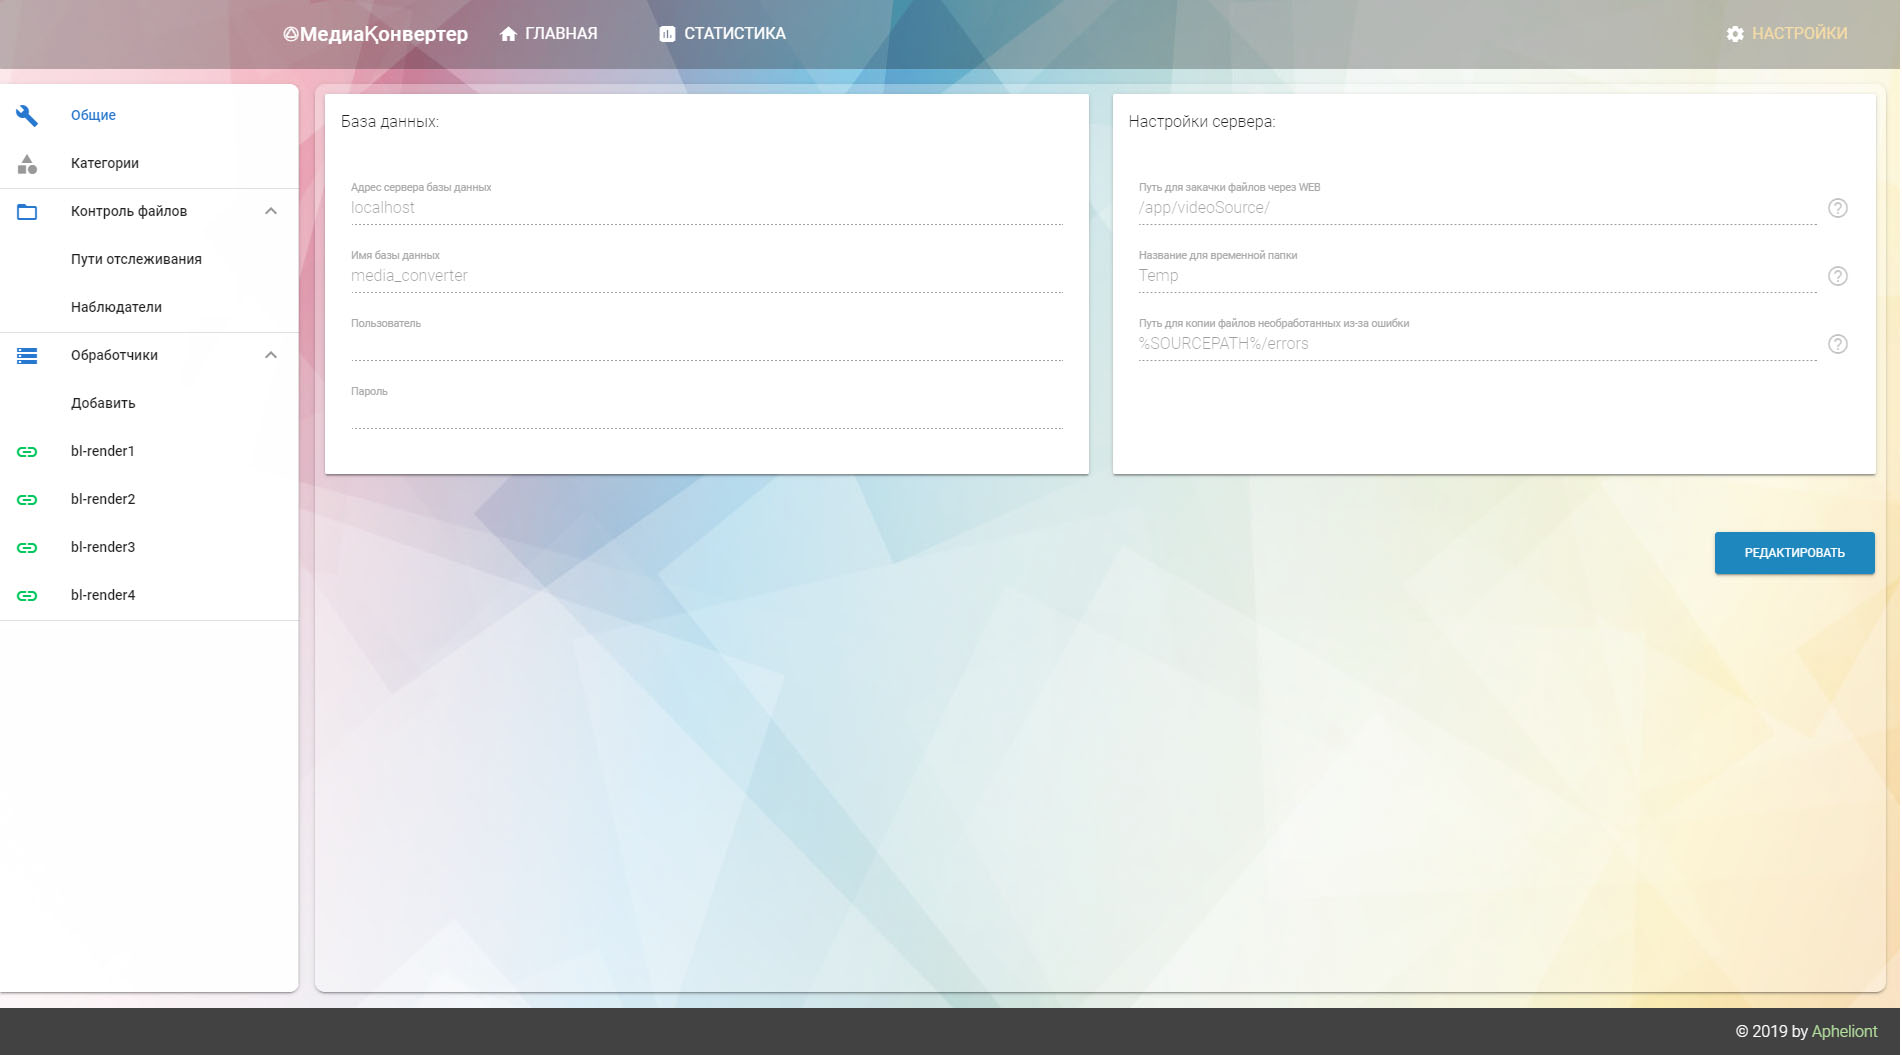 МедиаҚонвертер
ГЛАВНАЯ
СТАТИСТИКА
НАСТРОЙКИ
Общие
Категории
Контроль файлов
Пути отслеживания
Наблюдатели
Обработчики
Добавить
bl-render1
bl-render2
bl-render3
bl-render4
База данных:
Адрес сервера базы данных
localhost
Имя базы данных
media_converter
Пользователь
Пароль
Настройки сервера:
Путь для закачки файлов через WEB
/app/videoSource/
Название для временной папки
Temp
Путь для копии файлов необработанных из-за ошибки
%SOURCEPATH%/errors
РЕДАКТИРОВАТЬ
© 2019 by Apheliont